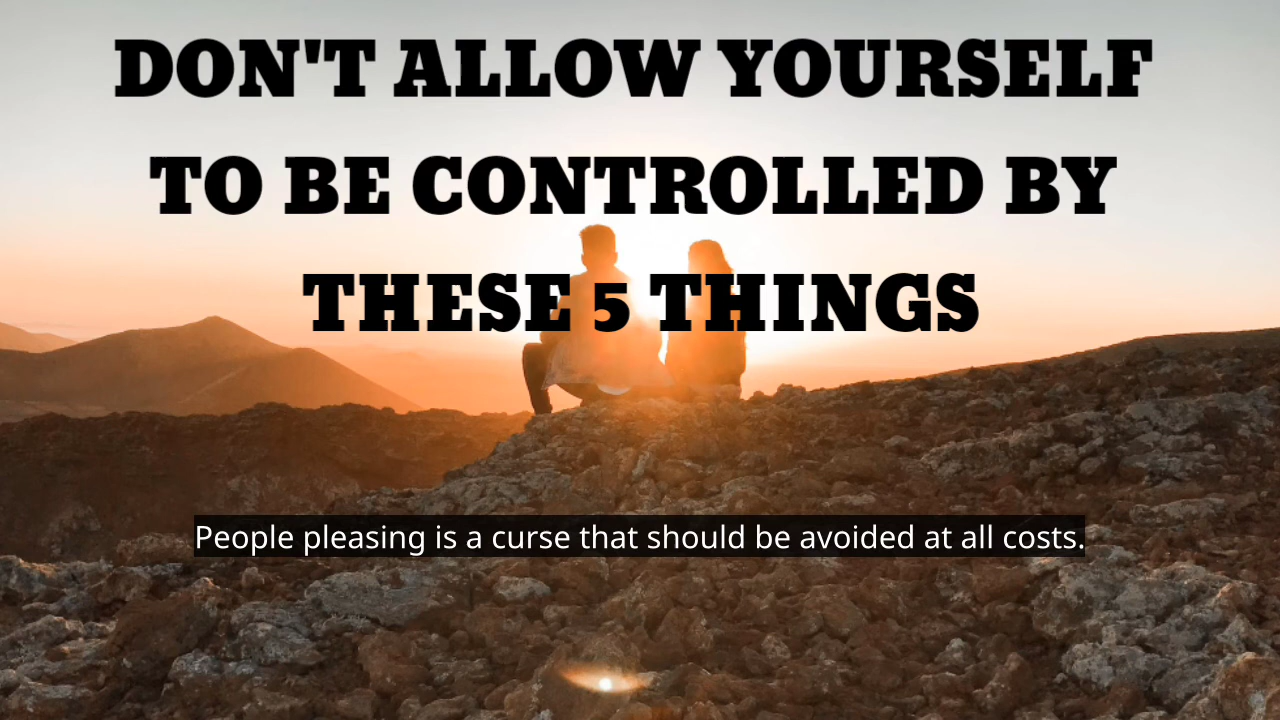 DON'T ALLOW YOURSELF
TO BE CONTROLLED BY
THESE 5 THINGS
People pleasing is a curse that should be avoided at all costs.